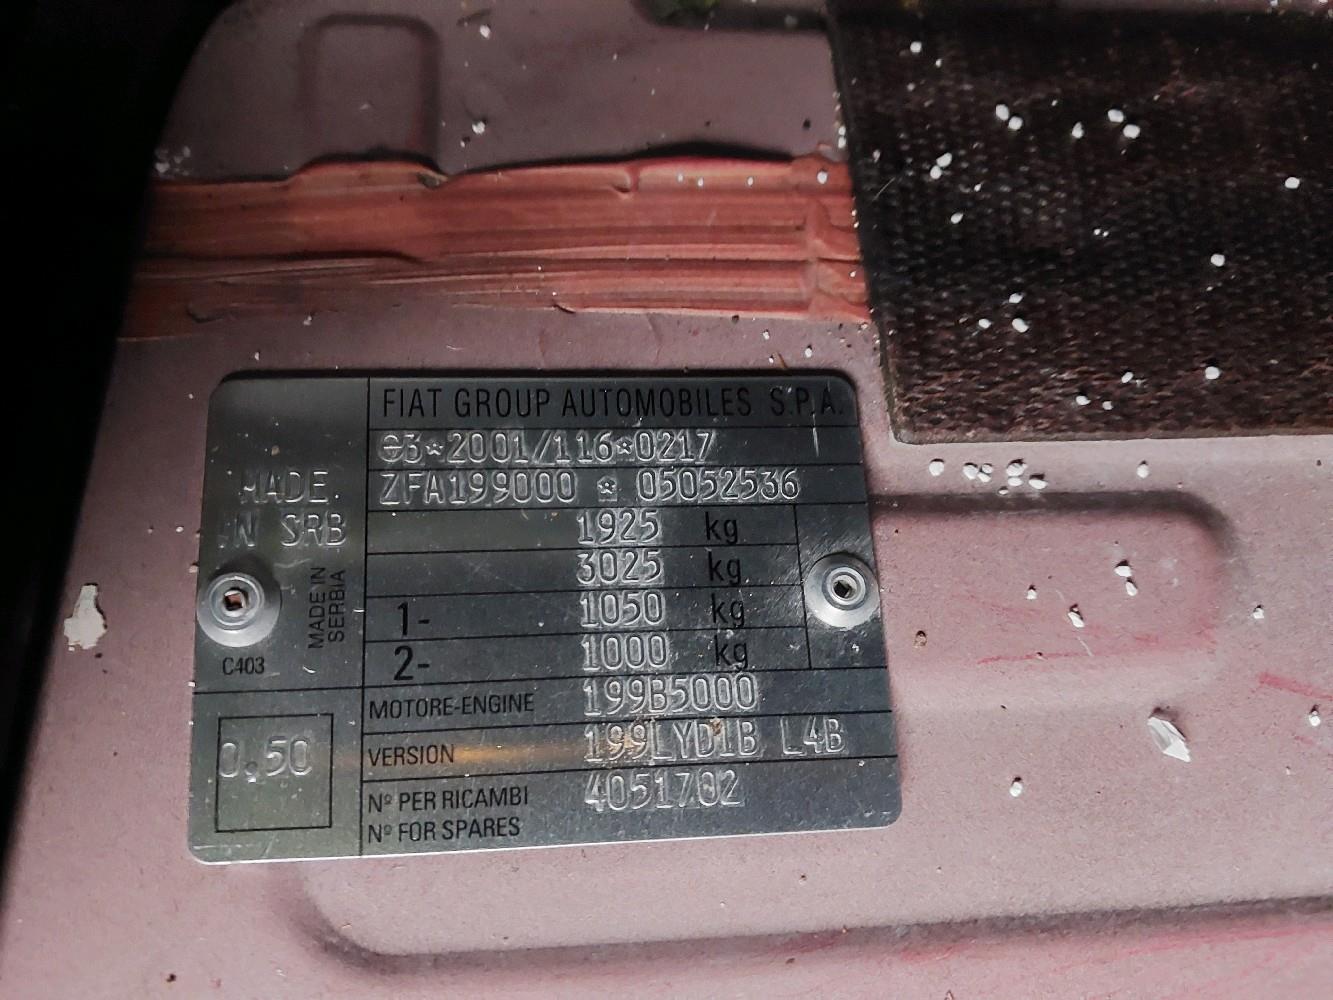 FIAT GROUP AUTOMOBILES S.P.A.
e3*2001/116*0217
ZFA199000 * 05052536
MADE
IN SRB
1925 kg
3025 kg
1- 1050 kg
2- 1000 kg
MADE IN
SERBIA
C403
MOTORE-ENGINE 199B5000
VERSION 199LYD1B L4B
0.50
Nº PER RICAMBI 4051702
Nº FOR SPARES